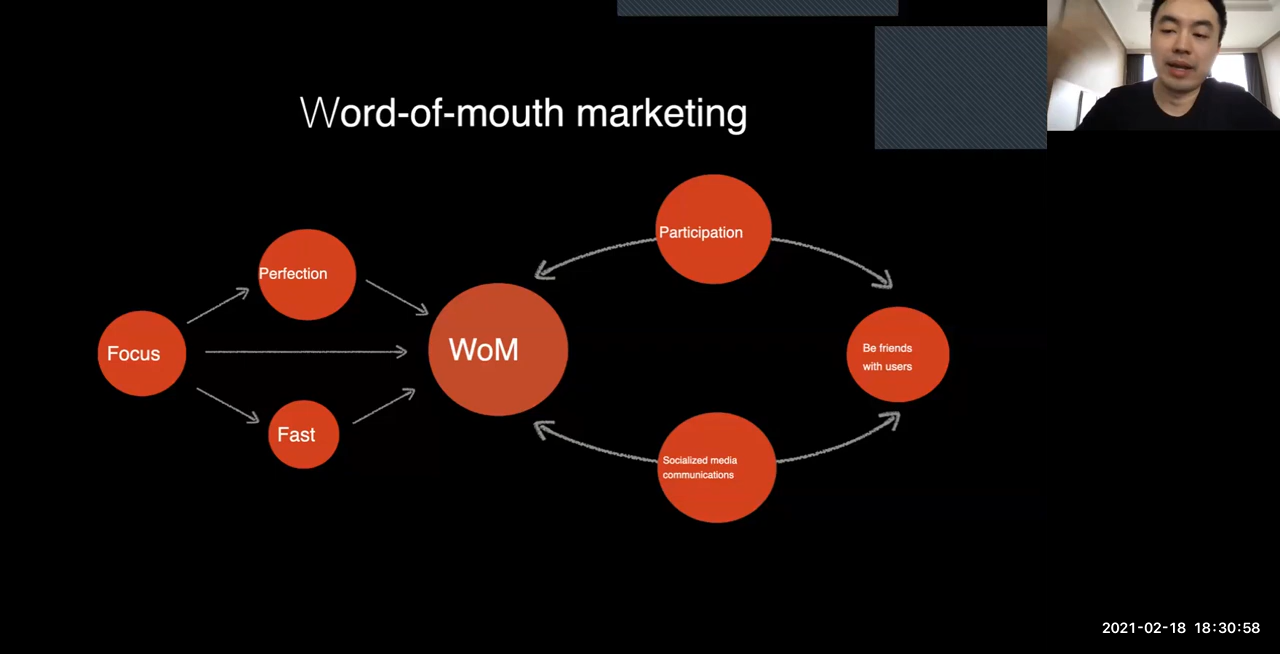 Word-of-mouth marketing
Participation
Perfection
Focus
WoM
Be friends
with users
Fast
Socialized media
communications
2021-02-18 18:30:58